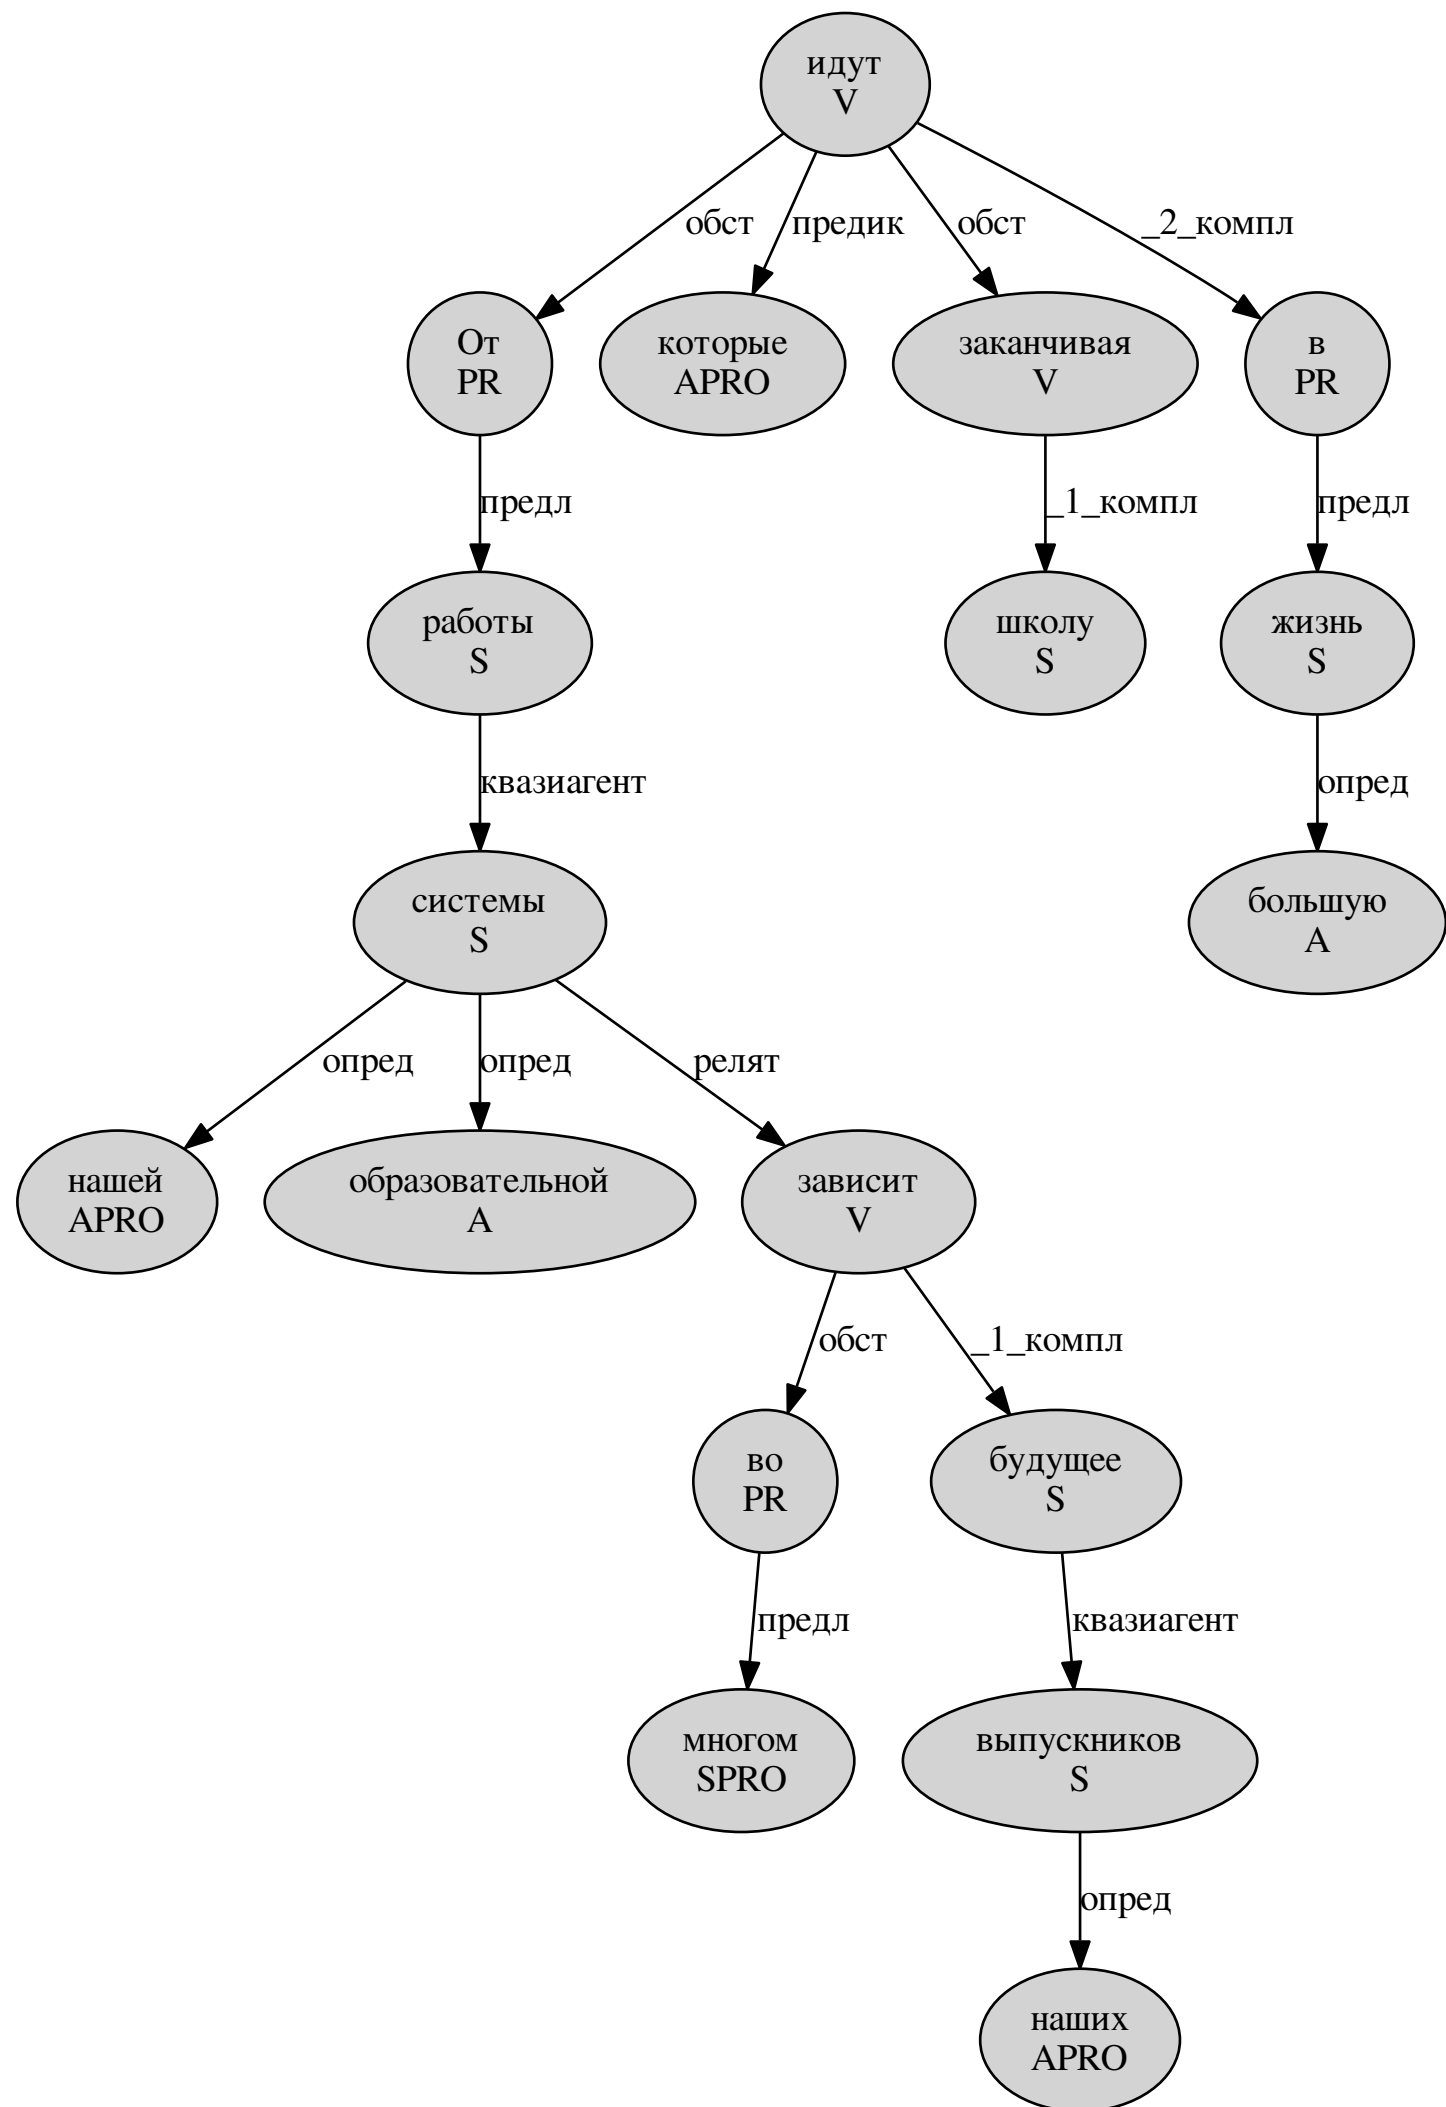 идут
V
обст
предик
обст
_2_компл
От
PR
которые
APRO
заканчивая
V
в
PR
предл
_1_компл
предл
работы
S
школу
S
жизнь
S
квазиагент
опред
системы
S
большую
A
опред
опред
релят
нашей
APRO
образовательной
A
зависит
V
обст
_1_компл
во
PR
будущее
S
предл
квазиагент
многом
SPRO
выпускников
S
опред
наших
APRO